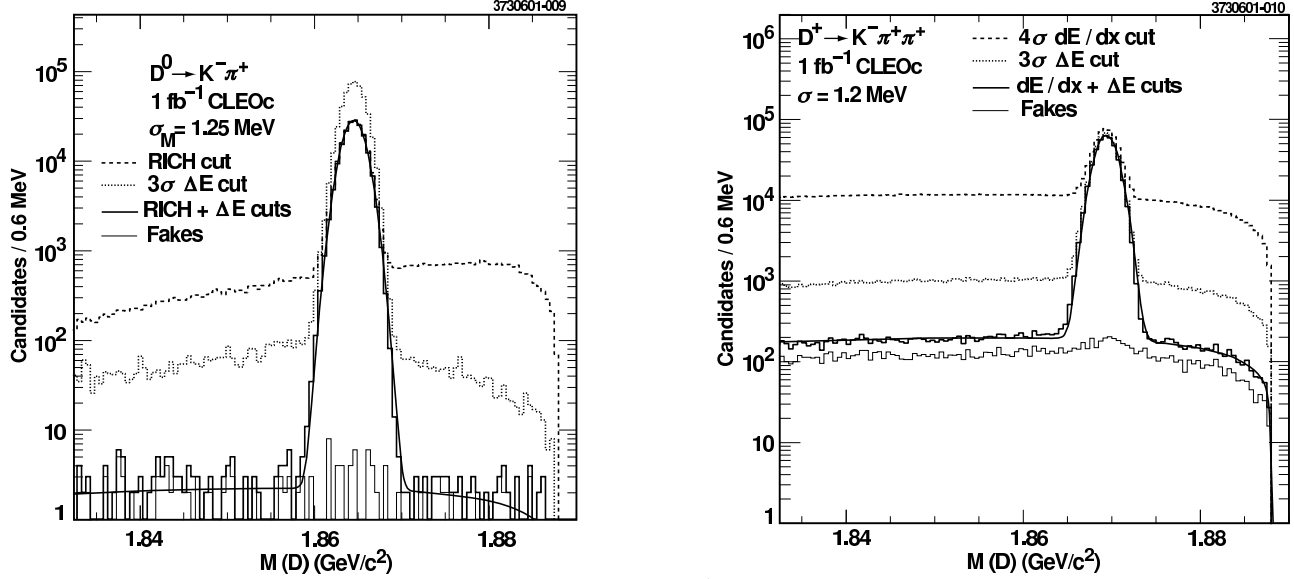 3730601-009
D⁰→K⁻π⁺
1 fb⁻¹ CLEOc
σM = 1.25 MeV
RICH cut
3σ ΔE cut
RICH + ΔE cuts
Fakes
Candidates / 0.6 MeV
10⁵
10⁴
10³
10²
10
1
1.84
1.86
1.88
M (D) (GeV/c²)
3730601-010
D⁺→K⁻π⁺π⁺
1 fb⁻¹ CLEOc
σ = 1.2 MeV
4σ dE / dx cut
3σ ΔE cut
dE / dx + ΔE cuts
Fakes
Candidates / 0.6 MeV
10⁶
10⁵
10⁴
10³
10²
10
1
1.84
1.86
1.88
M (D) (GeV/c²)